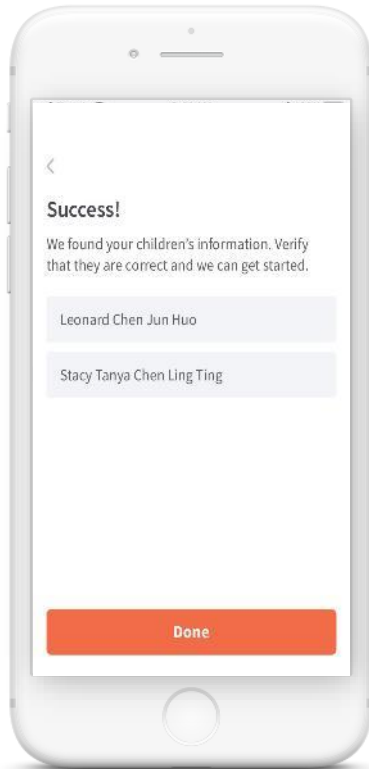 Success!
We found your children's information. Verify
that they are correct and we can get started.
Leonard Chen Jun Huo
Stacy Tanya Chen Ling Ting
Done